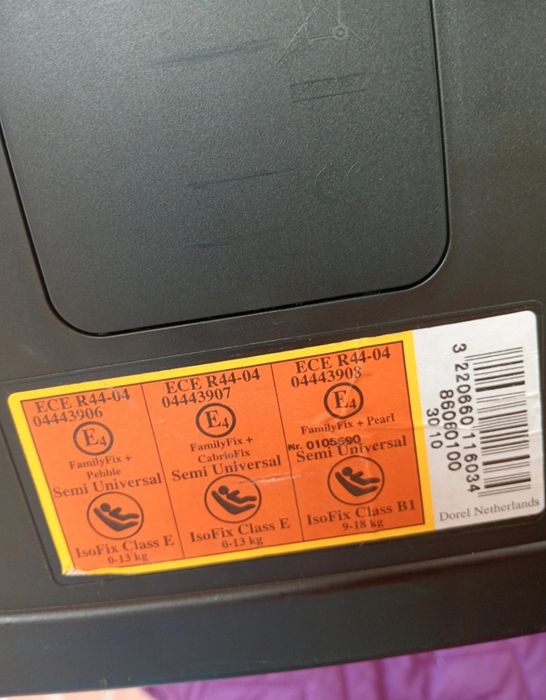 ECE R44-04
04443906
E4
FamilyFix +
Pebble
Semi Universal
IsoFix Class E
0-13 kg
ECE R44-04
04443907
E4
FamilyFix +
CabrioFix
Semi Universal
IsoFix Class E
0-13 kg
ECE R44-04
04443908
E4
FamilyFix + Pearl
Nr. 0105590
Semi Universal
IsoFix Class B1
9-18 kg
3 220660 116034
86060100
3010
Dorel Netherlands